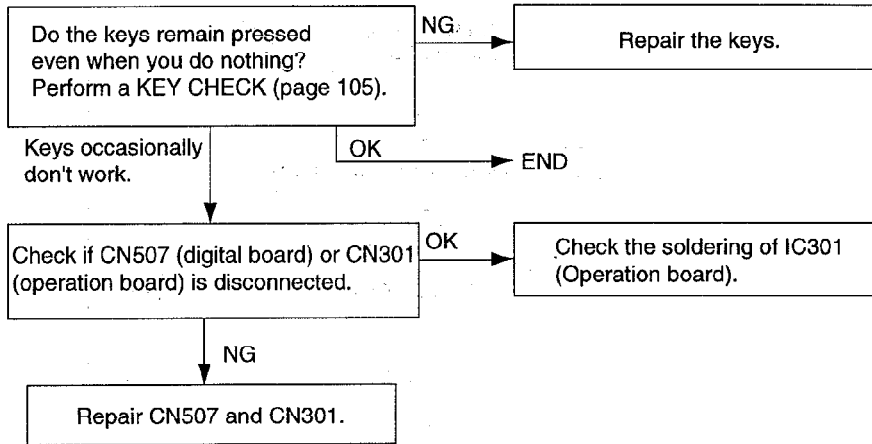 Do the keys remain pressed
even when you do nothing?
Perform a KEY CHECK (page 105).
NG
Repair the keys.
Keys occasionally
don't work.
OK
END
Check if CN507 (digital board) or CN301
(operation board) is disconnected.
OK
Check the soldering of IC301
(Operation board).
NG
Repair CN507 and CN301.